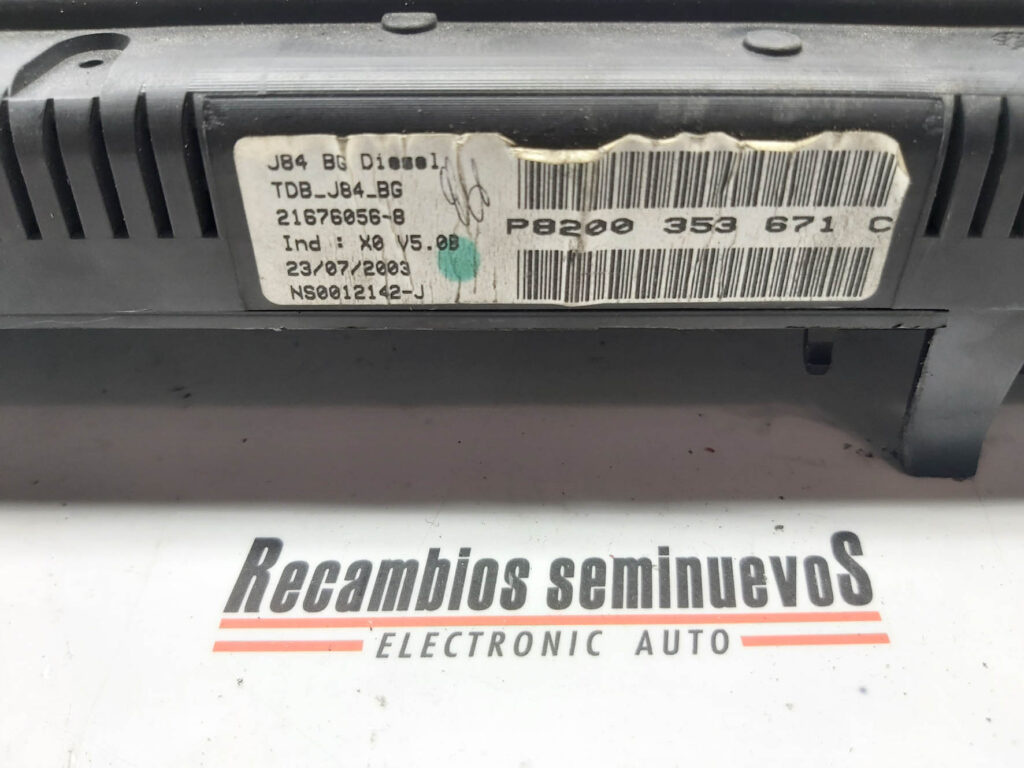 J84 BG Diesel
TDB_J84_BG
21676056-8
Ind : X0 V5.0B
23/07/2003
NS0012142-J
P8200 353 671 C
Recambios seminuevos
ELECTRONIC AUTO